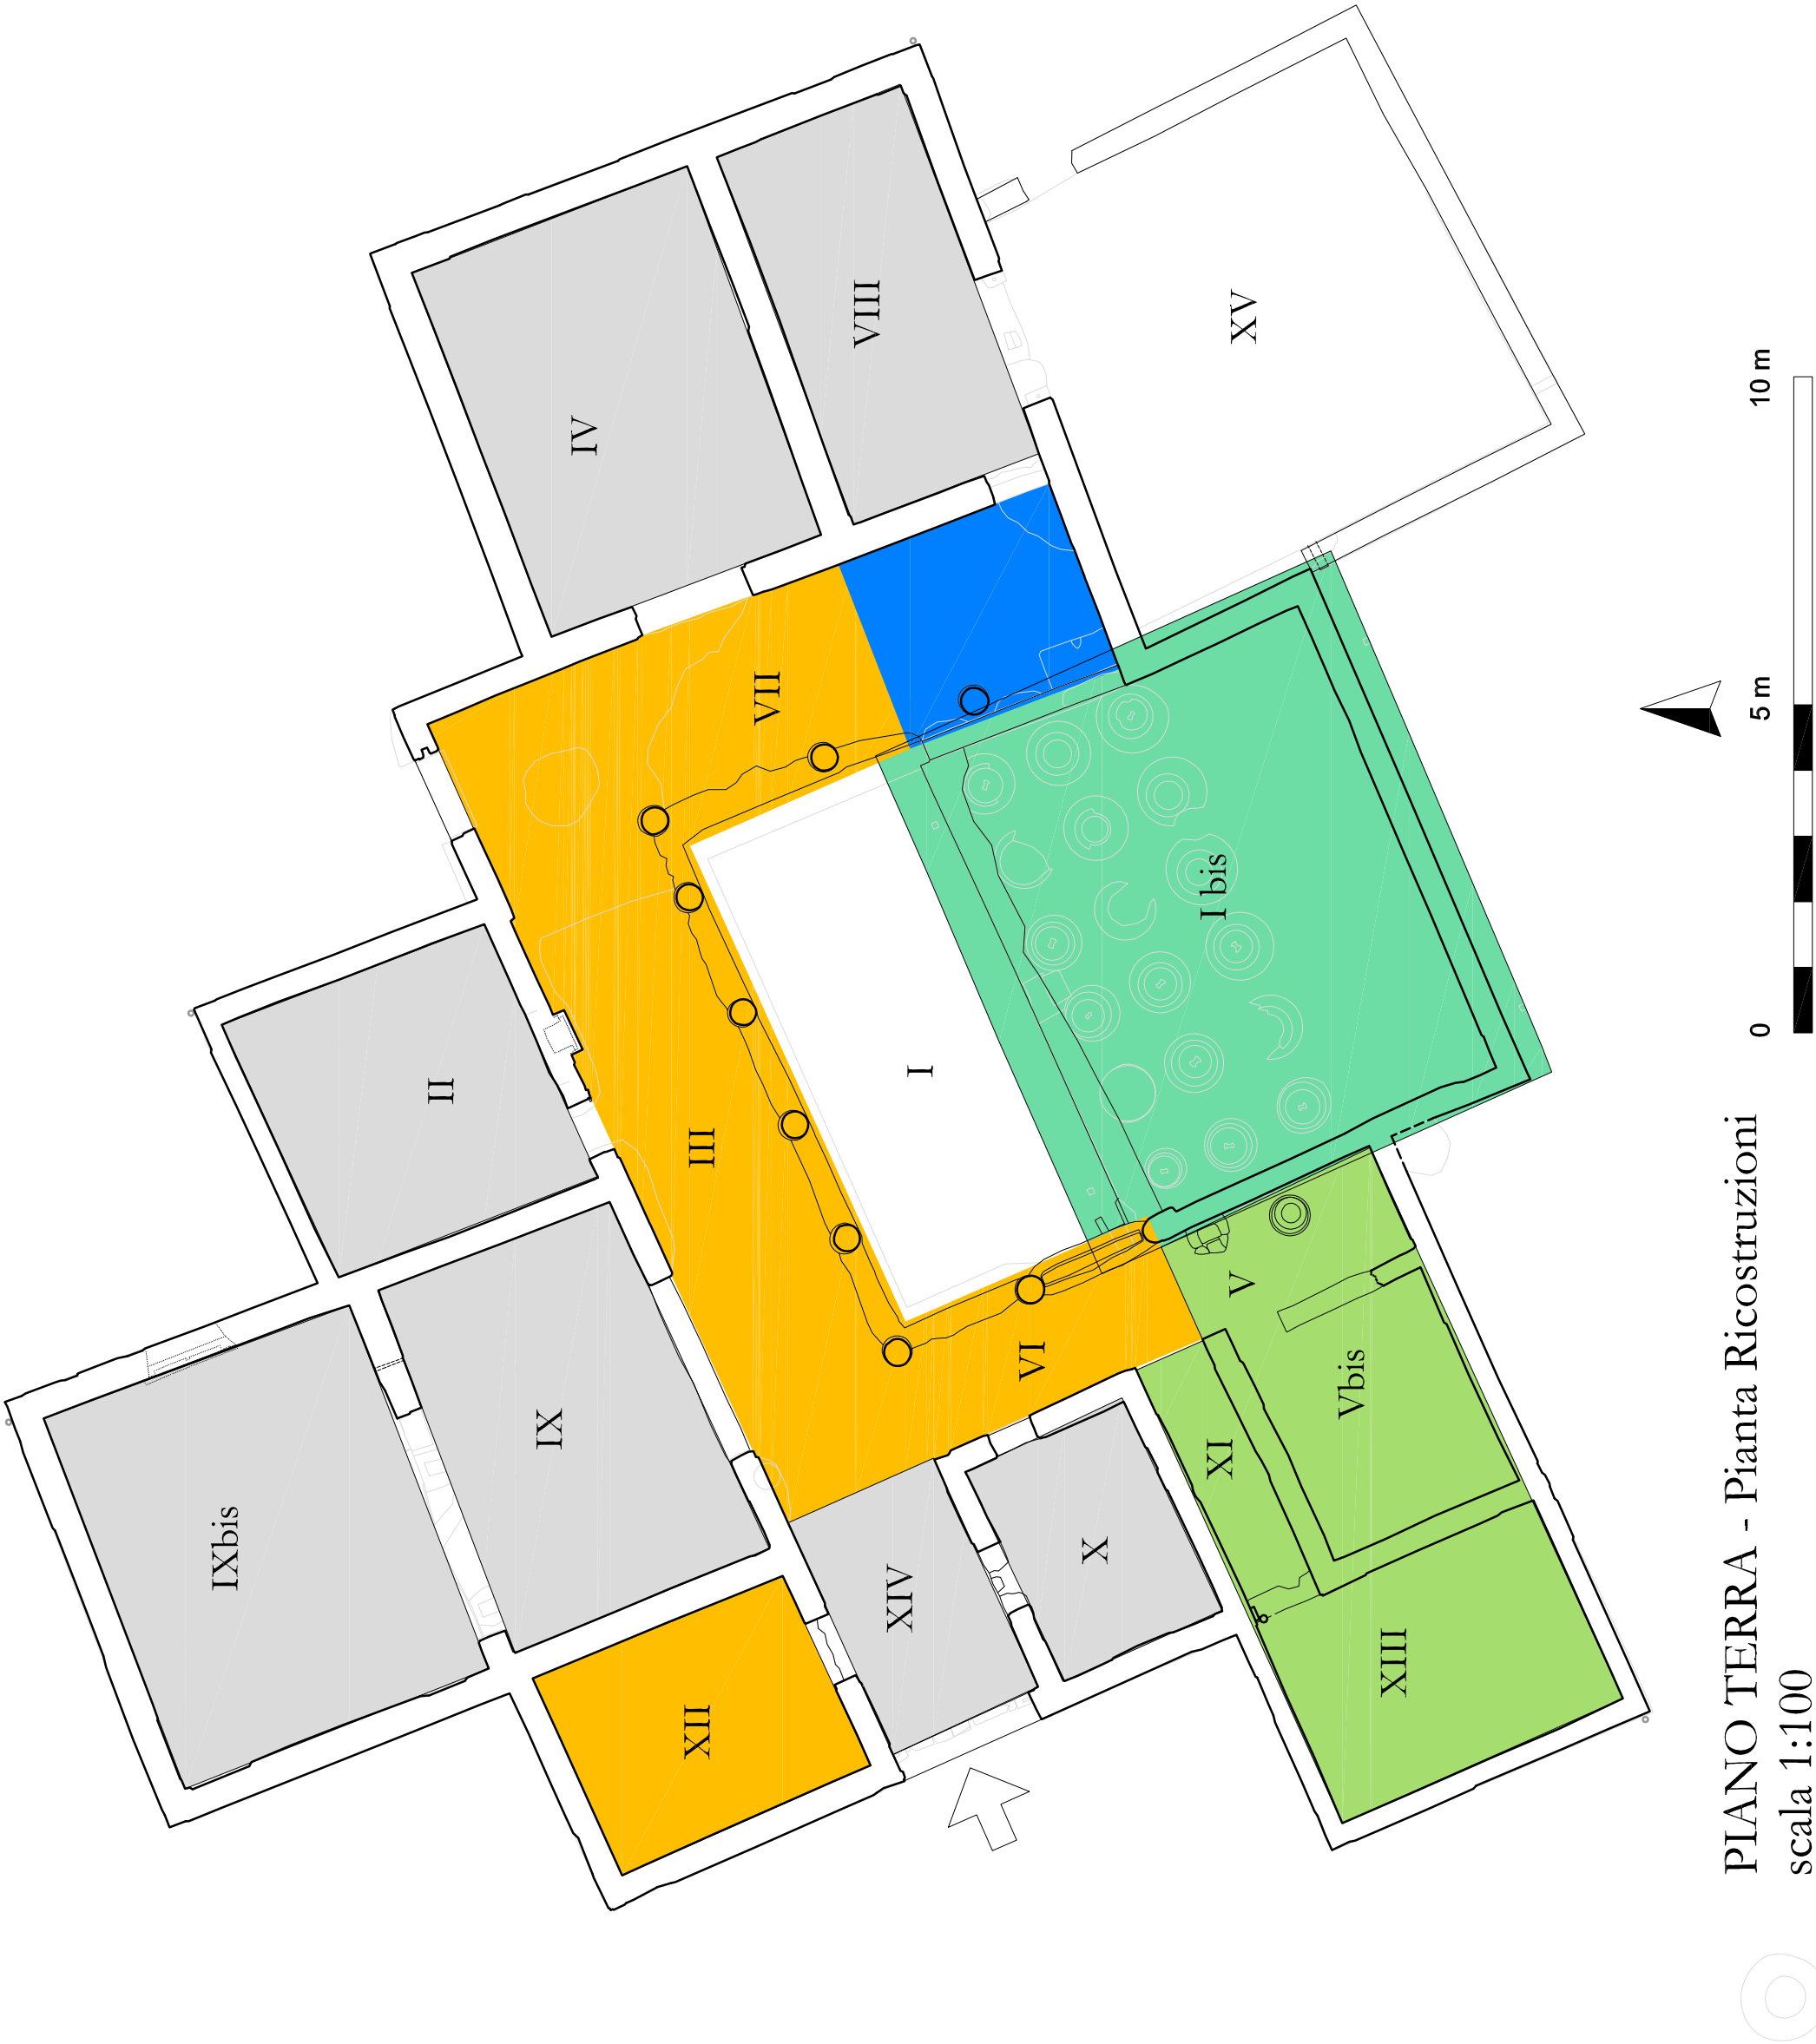 IXbis
II
IV
IX
VIII
XII
III
VII
XIV
I
X
VI
XV
XI
V
I bis
Vbis
XIII
0
5 m
10 m
PIANO TERRA - Pianta Ricostruzioni
scala 1:100